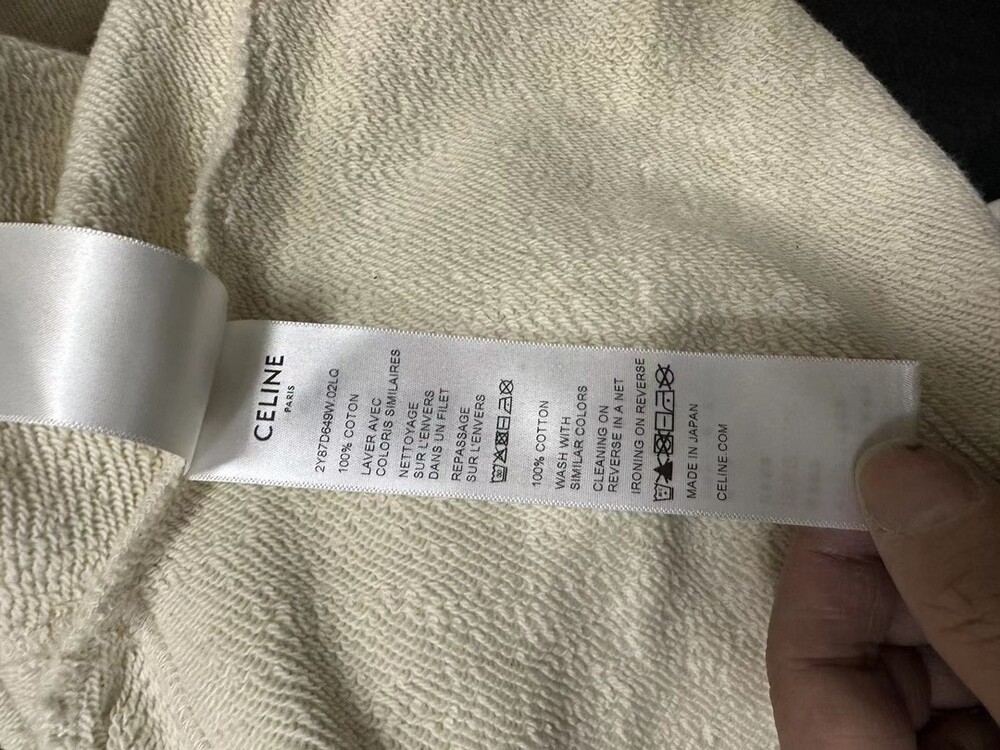 CELINE
PARIS
2Y87D649W.02LQ
100% COTON
LAVER AVEC
COLORIS SIMILAIRES
NETTOYAGE
SUR L'ENVERS
DANS UN FILET
REPASSAGE
SUR L'ENVERS
100% COTTON
WASH WITH
SIMILAR COLORS
CLEANING ON
REVERSE IN A NET
IRONING ON REVERSE
MADE IN JAPAN
CELINE.COM